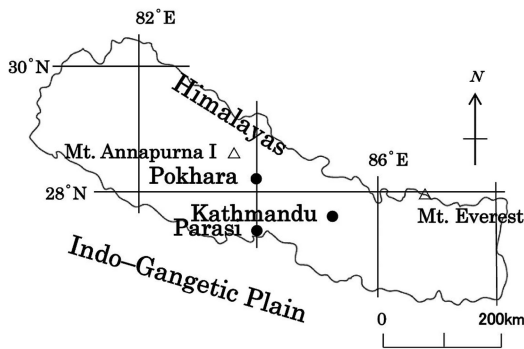 82°E
30°N
Himalayas
N
Mt. Annapurna I
86°E
Pokhara
28°N
Kathmandu
Mt. Everest
Parasi
Indo–Gangetic Plain
0
200km